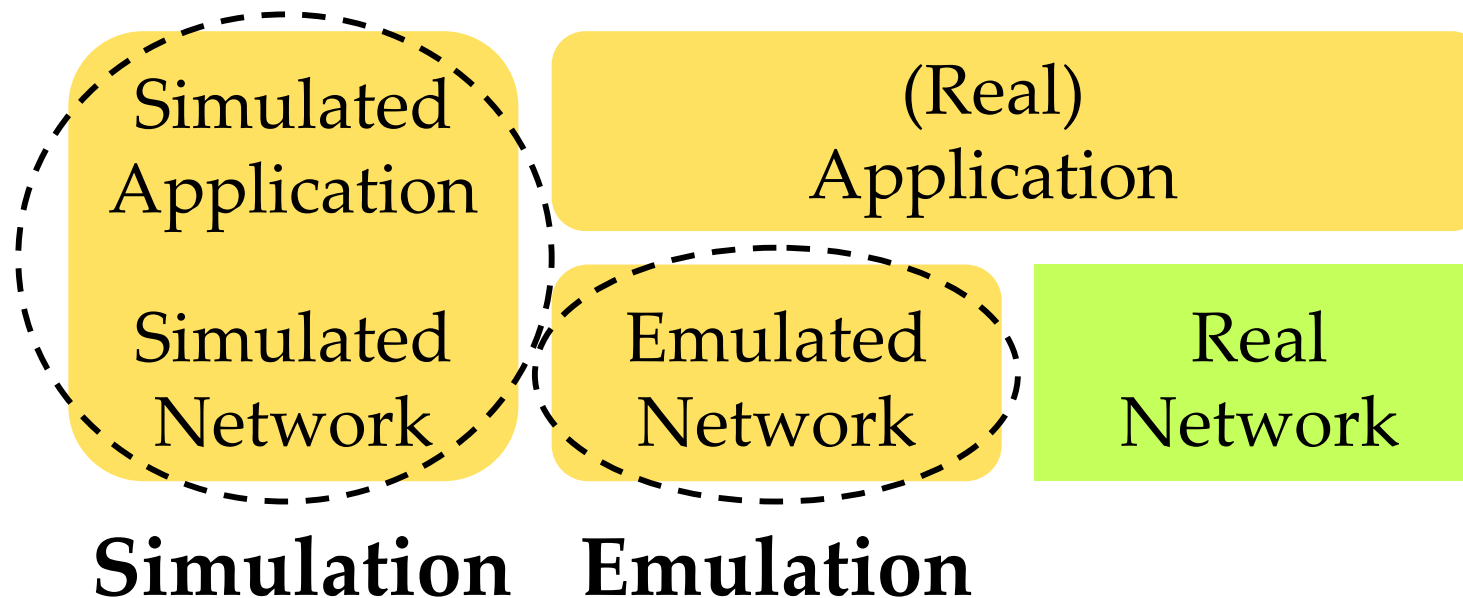 Simulated
Application
Simulated
Network
(Real)
Application
Emulated
Network
Real
Network
Simulation
Emulation